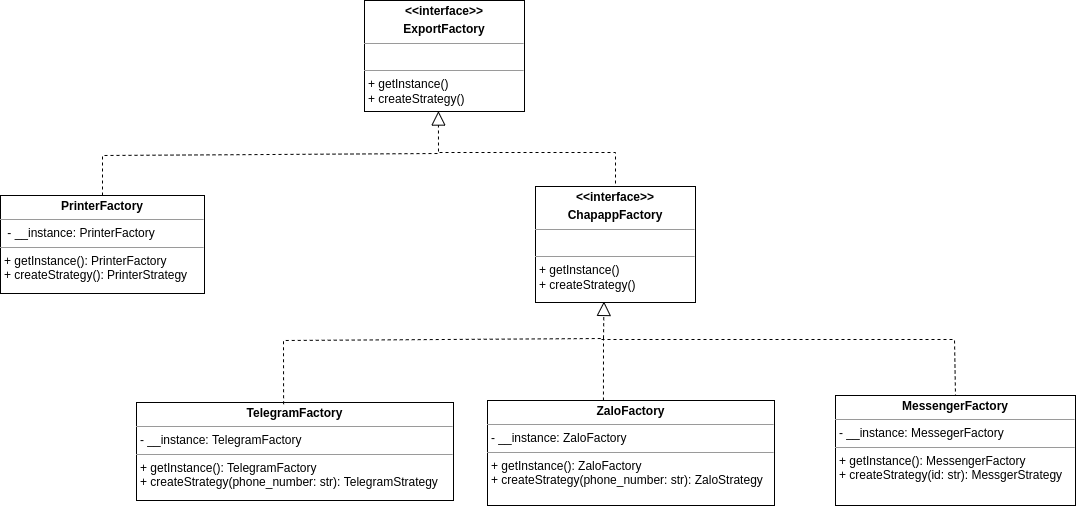 <<interface>>
ExportFactory
+ getInstance()
+ createStrategy()
PrinterFactory
- __instance: PrinterFactory
+ getInstance(): PrinterFactory
+ createStrategy(): PrinterStrategy
<<interface>>
ChapappFactory
+ getInstance()
+ createStrategy()
TelegramFactory
- __instance: TelegramFactory
+ getInstance(): TelegramFactory
+ createStrategy(phone_number: str): TelegramStrategy
ZaloFactory
- __instance: ZaloFactory
+ getInstance(): ZaloFactory
+ createStrategy(phone_number: str): ZaloStrategy
MessengerFactory
- __instance: MessegerFactory
+ getInstance(): MessengerFactory
+ createStrategy(id: str): MessgerStrategy